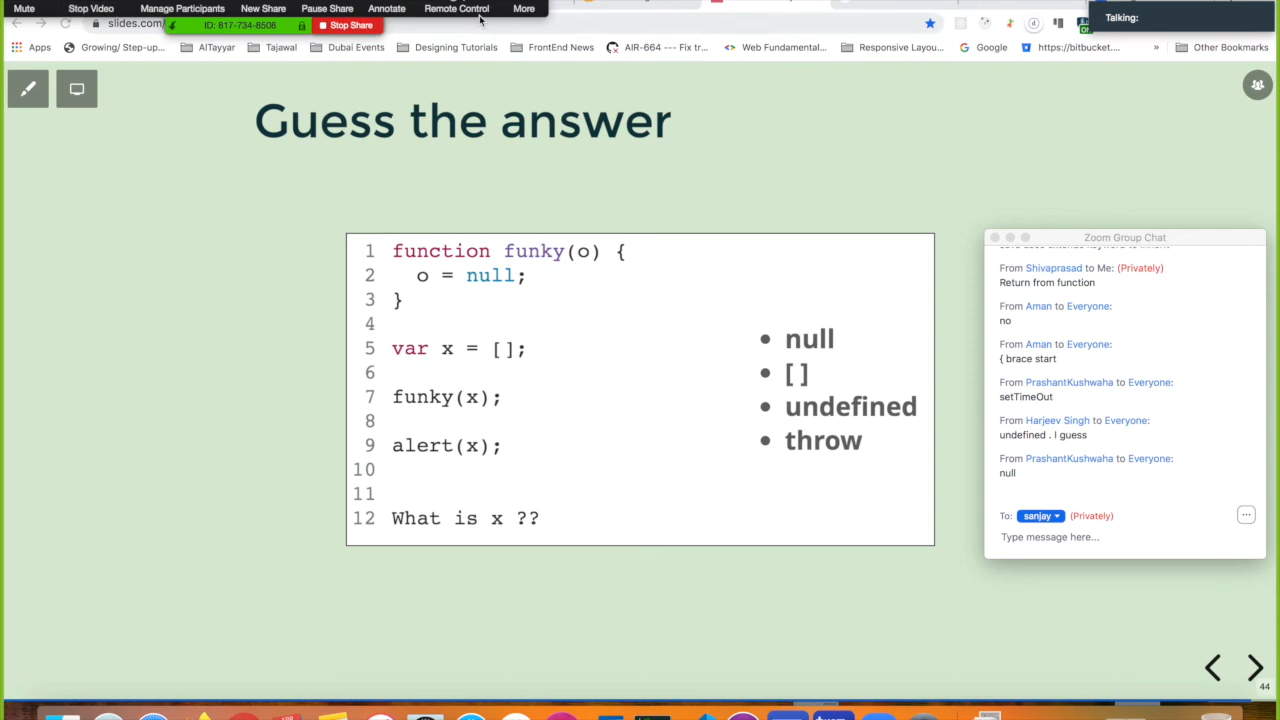 Mute Stop Video Manage Participants New Share Pause Share Annotate Remote Control More
Talking:
slides.com/
ID: 817-734-8508
Stop Share
Apps Growing/ Step-up... AlTayyar Tajawal Dubai Events Designing Tutorials FrontEnd News AIR-664 --- Fix tr... Web Fundamental... Responsive Layou... Google https://bitbucket.... » Other Bookmarks
Guess the answer
1 function funky(o) {
2 o = null;
3 }
4
5 var x = [];
6
7 funky(x);
8
9 alert(x);
10
11
12 What is x ??
• null
• [ ]
• undefined
• throw
Zoom Group Chat
From Shivaprasad to Me: (Privately)
Return from function
From Aman to Everyone:
no
From Aman to Everyone:
{ brace start
From PrashantKushwaha to Everyone:
setTimeOut
From Harjeev Singh to Everyone:
undefined . I guess
From PrashantKushwaha to Everyone:
null
To: sanjay (Privately)
Type message here...
44